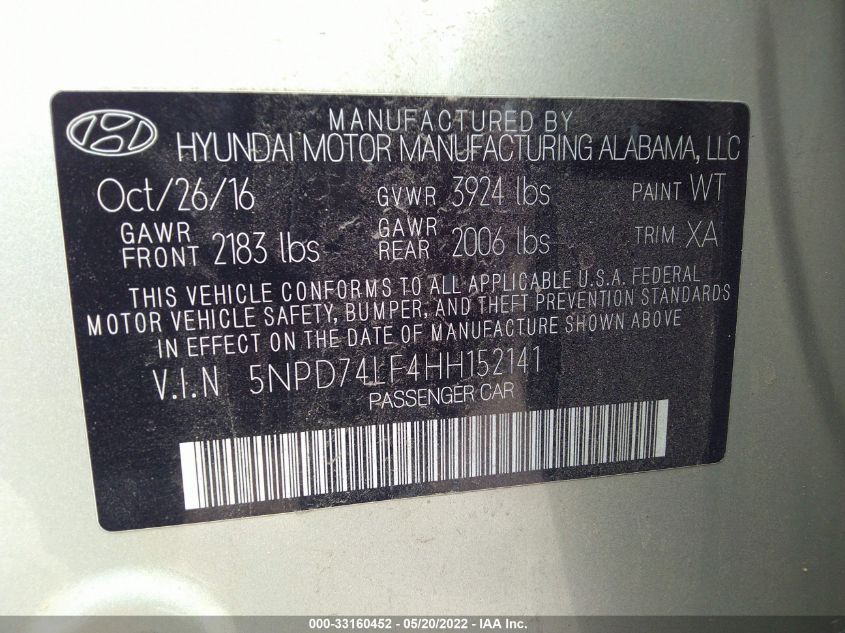 MANUFACTURED BY
HYUNDAI MOTOR MANUFACTURING ALABAMA, LLC
Oct/26/16 GVWR 3924 lbs PAINT WT
GAWR FRONT 2183 lbs GAWR REAR 2006 lbs TRIM XA
THIS VEHICLE CONFORMS TO ALL APPLICABLE U.S.A. FEDERAL
MOTOR VEHICLE SAFETY, BUMPER, AND THEFT PREVENTION STANDARDS
IN EFFECT ON THE DATE OF MANUFACTURE SHOWN ABOVE
V.I.N 5NPD74LF4HH152141
PASSENGER CAR
000-33160452 - 05/20/2022 - IAA Inc.